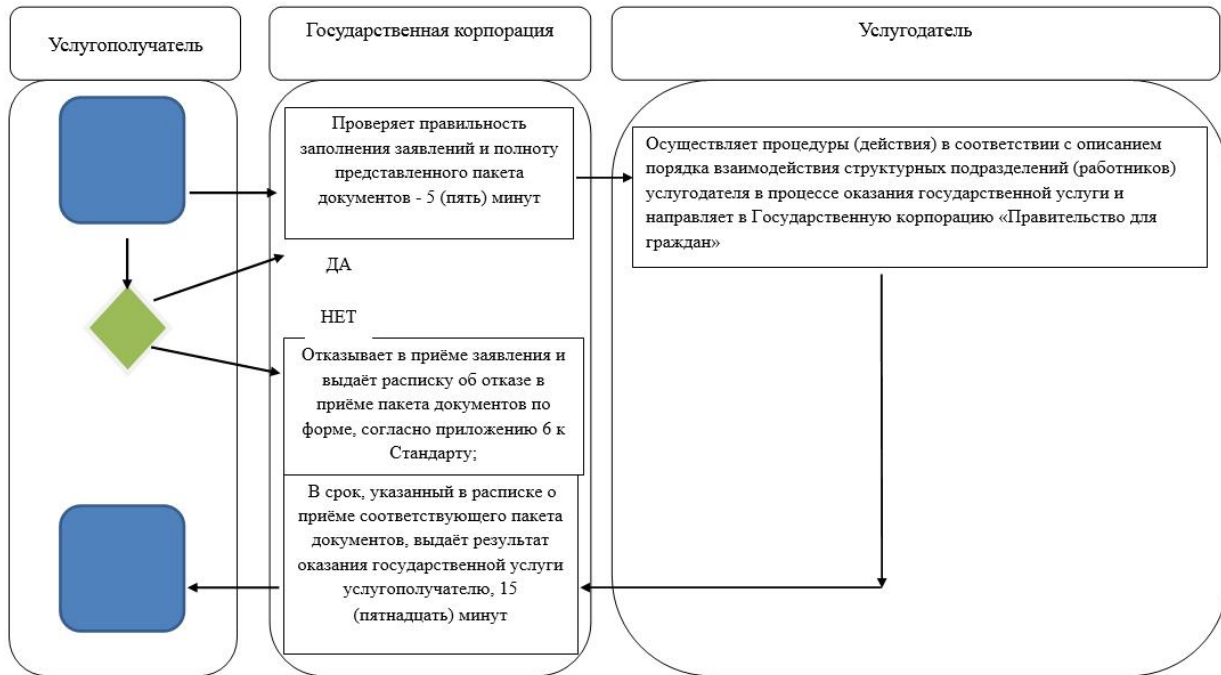 Услугополучатель
Государственная корпорация
Услугодатель
Проверяет правильность
заполнения заявлений и полноту
представленного пакета
документов - 5 (пять) минут
Осуществляет процедуры (действия) в соответствии с описанием
порядка взаимодействия структурных подразделений (работников)
услугодателя в процессе оказания государственной услуги и
направляет в Государственную корпорацию «Правительство для
граждан»
ДА
НЕТ
Отказывает в приёме заявления и
выдаёт расписку об отказе в
приёме пакета документов по
форме, согласно приложению 6 к
Стандарту;
В срок, указанный в расписке о
приёме соответствующего пакета
документов, выдаёт результат
оказания государственной услуги
услугополучателю, 15
(пятнадцать) минут